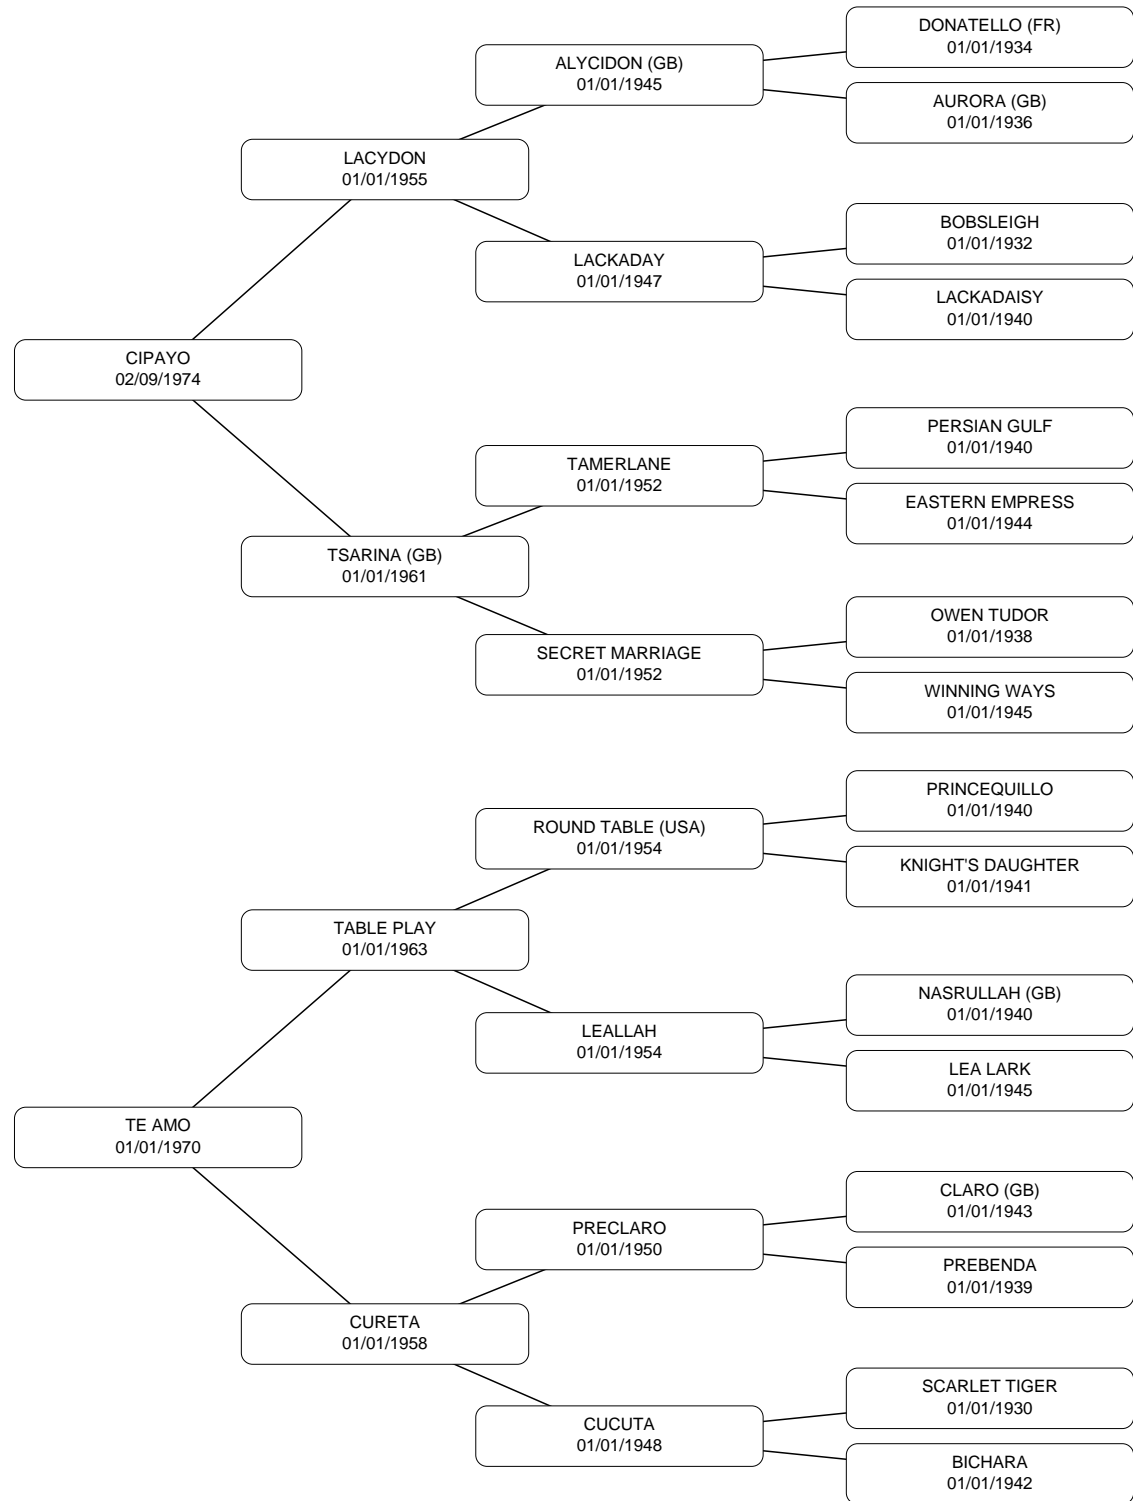 DONATELLO (FR)
01/01/1934
ALYCIDON (GB)
01/01/1945
AURORA (GB)
01/01/1936
LACYDON
01/01/1955
BOBSLEIGH
01/01/1932
LACKADAY
01/01/1947
LACKADAISY
01/01/1940
CIPAYO
02/09/1974
PERSIAN GULF
01/01/1940
TAMERLANE
01/01/1952
EASTERN EMPRESS
01/01/1944
TSARINA (GB)
01/01/1961
OWEN TUDOR
01/01/1938
SECRET MARRIAGE
01/01/1952
WINNING WAYS
01/01/1945
PRINCEQUILLO
01/01/1940
ROUND TABLE (USA)
01/01/1954
KNIGHT'S DAUGHTER
01/01/1941
TABLE PLAY
01/01/1963
NASRULLAH (GB)
01/01/1940
LEALLAH
01/01/1954
LEA LARK
01/01/1945
TE AMO
01/01/1970
CLARO (GB)
01/01/1943
PRECLARO
01/01/1950
PREBENDA
01/01/1939
CURETA
01/01/1958
SCARLET TIGER
01/01/1930
CUCUTA
01/01/1948
BICHARA
01/01/1942